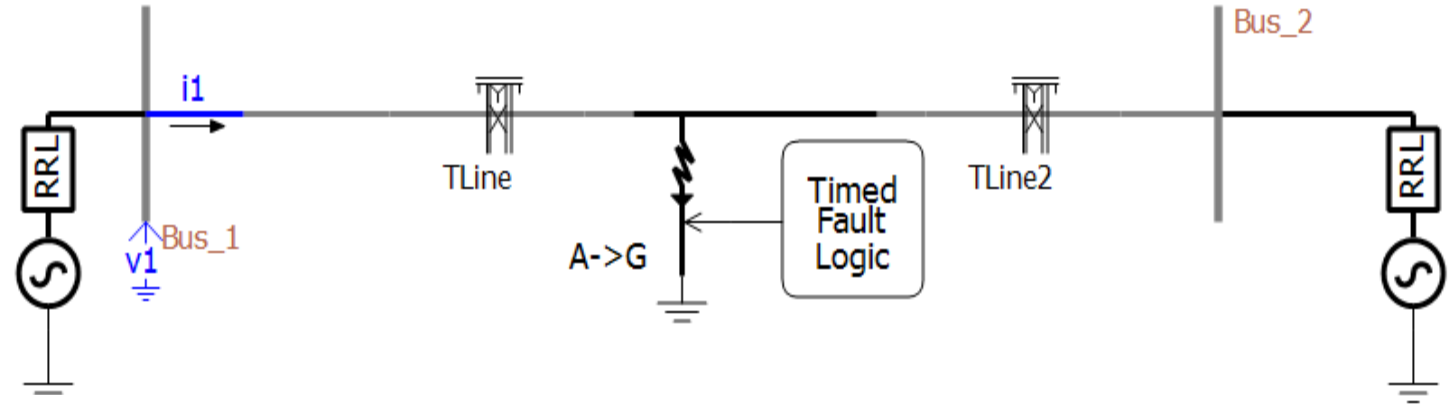 Bus_2
i1
RRL
RRL
TLine
TLine2
Timed
Fault
Logic
Bus_1
v1
A->G